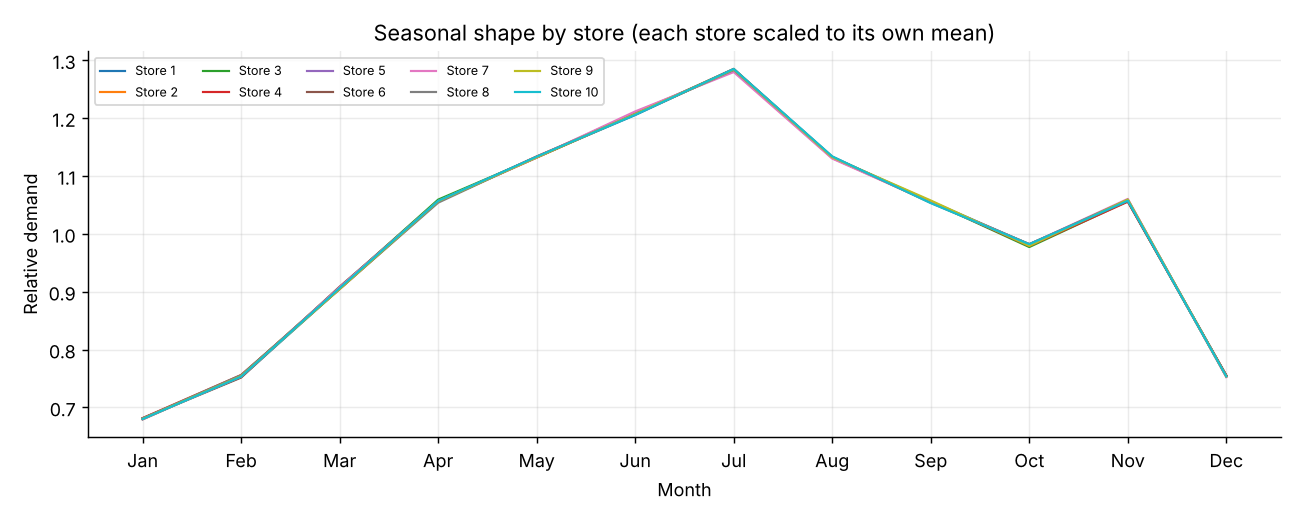 Seasonal shape by store (each store scaled to its own mean)
Store 1 Store 3 Store 5 Store 7 Store 9
Store 2 Store 4 Store 6 Store 8 Store 10
1.3
1.2
1.1
1.0
0.9
0.8
0.7
Relative demand
Jan Feb Mar Apr May Jun Jul Aug Sep Oct Nov Dec
Month